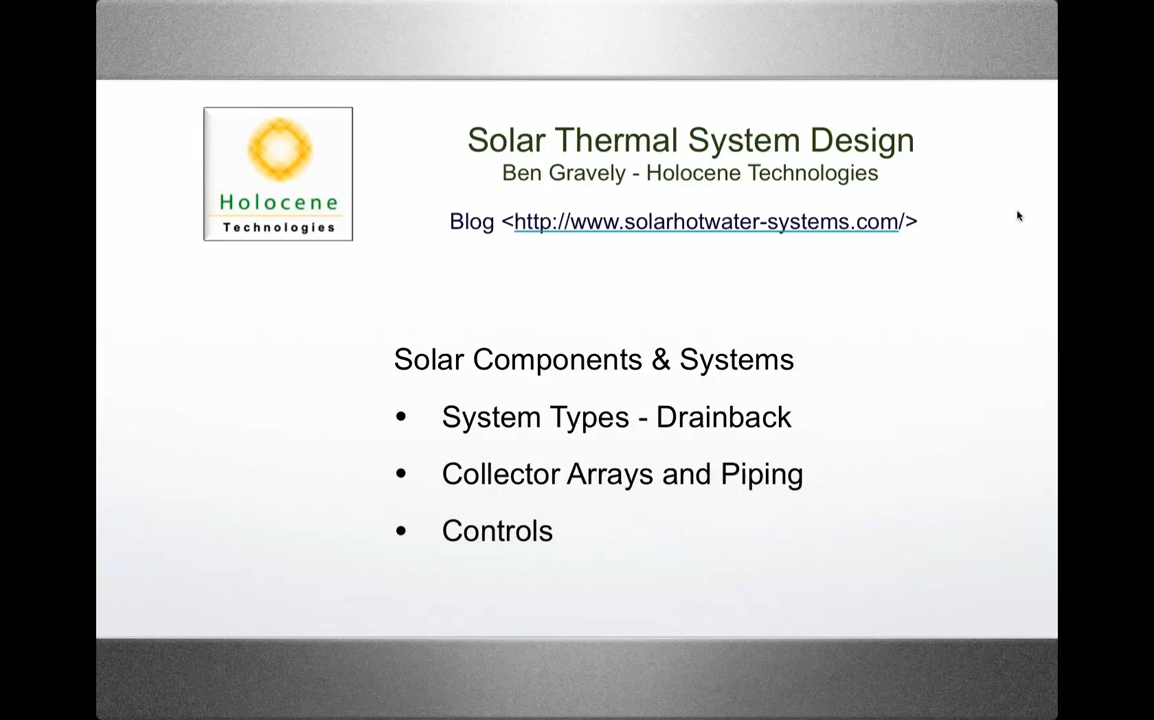 Holocene
Technologies
Solar Thermal System Design
Ben Gravely - Holocene Technologies
Blog <http://www.solarhotwater-systems.com/>
Solar Components & Systems
• System Types - Drainback
• Collector Arrays and Piping
• Controls